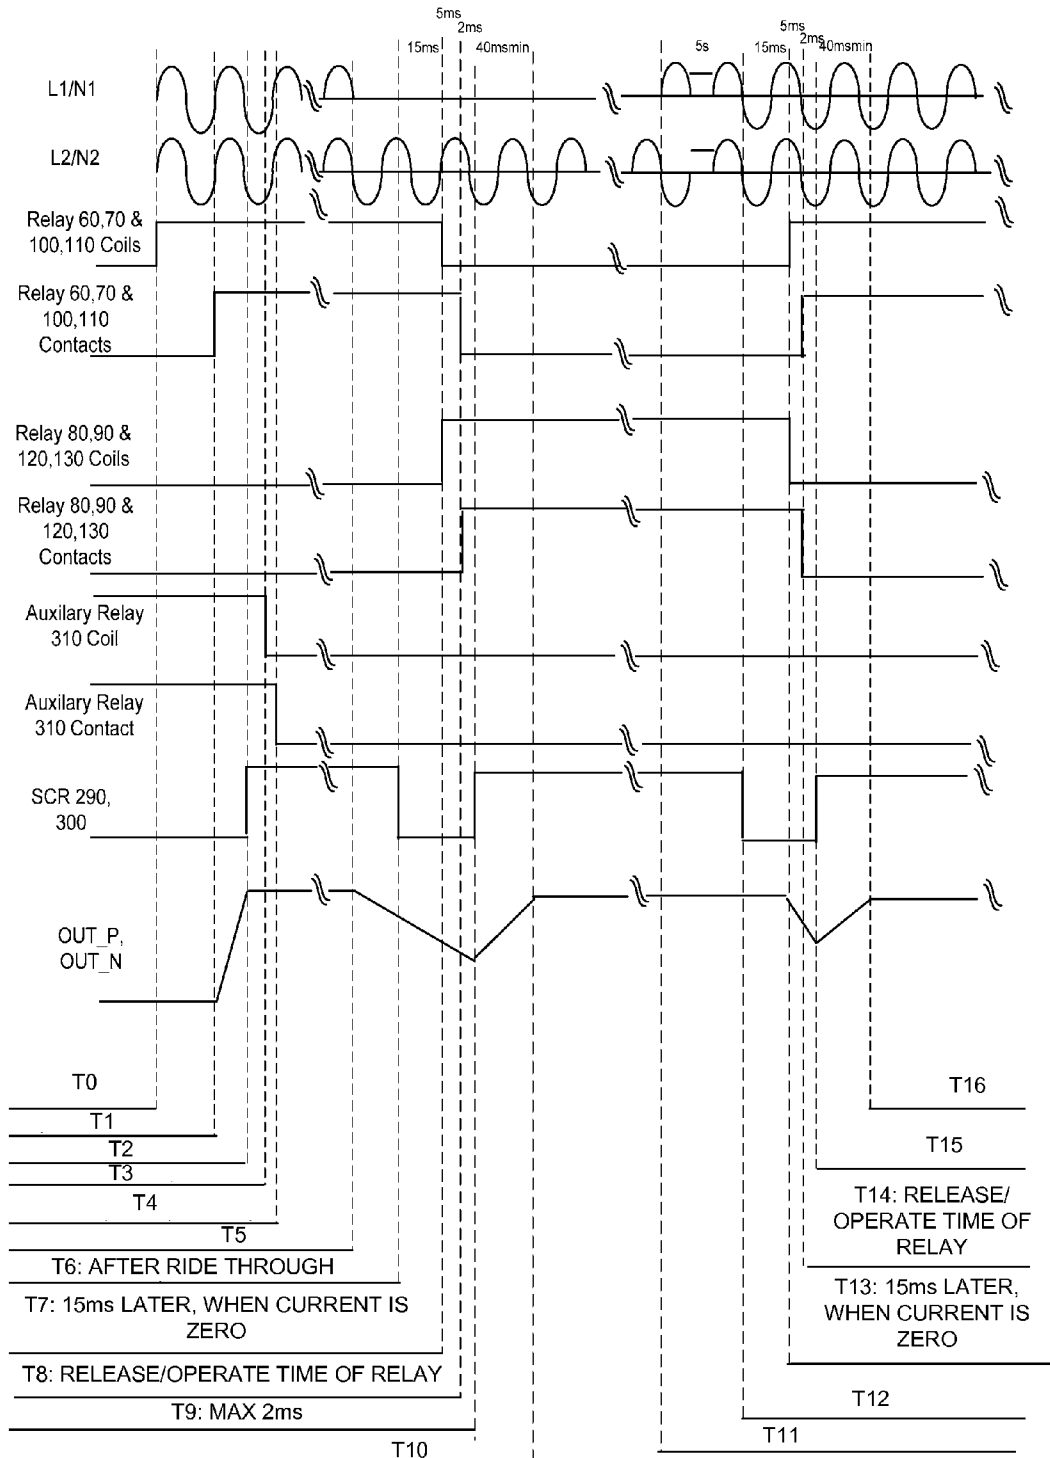 5ms
5ms
2ms
2ms
15ms
40msmin
5s
15ms
40msmin
L1/N1
L2/N2
Relay 60,70 &
100,110 Coils
Relay 60,70 &
100,110
Contacts
Relay 80,90 &
120,130 Coils
Relay 80,90 &
120,130
Contacts
Auxilary Relay
310 Coil
Auxilary Relay
310 Contact
SCR 290,
300
OUT_P,
OUT_N
T0
T1
T2
T3
T4
T5
T6: AFTER RIDE THROUGH
T7: 15ms LATER, WHEN CURRENT IS
ZERO
T8: RELEASE/OPERATE TIME OF RELAY
T9: MAX 2ms
T10
T16
T15
T14: RELEASE/
OPERATE TIME OF
RELAY
T13: 15ms LATER,
WHEN CURRENT IS
ZERO
T12
T11